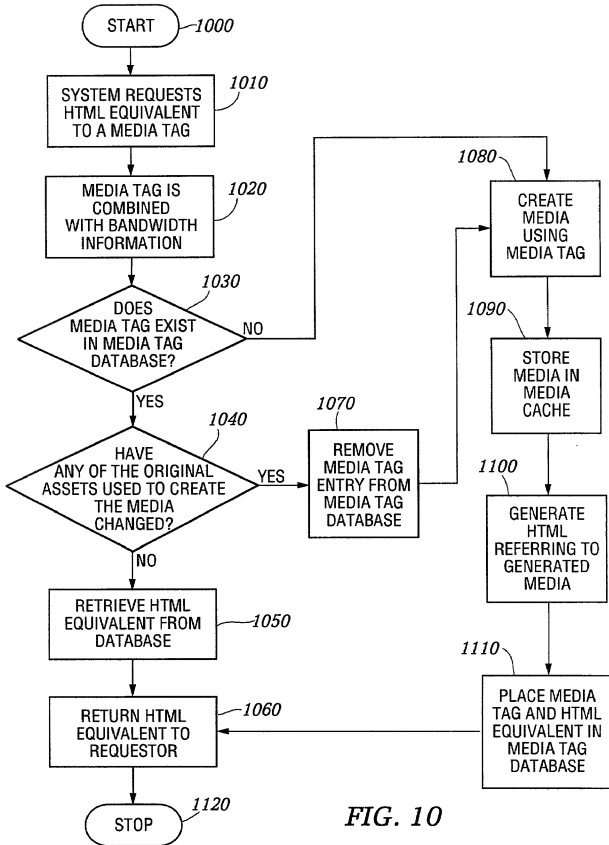 START
1000
SYSTEM REQUESTS
HTML EQUIVALENT
TO A MEDIA TAG
1010
MEDIA TAG IS
COMBINED
WITH BANDWIDTH
INFORMATION
1020
DOES
MEDIA TAG EXIST
IN MEDIA TAG
DATABASE?
1030
NO
YES
HAVE
ANY OF THE ORIGINAL
ASSETS USED TO CREATE
THE MEDIA
CHANGED?
1040
YES
NO
REMOVE
MEDIA TAG
ENTRY FROM
MEDIA TAG
DATABASE
1070
RETRIEVE HTML
EQUIVALENT FROM
DATABASE
1050
RETURN HTML
EQUIVALENT TO
REQUESTOR
1060
STOP
1120
1080
CREATE
MEDIA
USING
MEDIA TAG
1090
STORE
MEDIA IN
MEDIA
CACHE
1100
GENERATE
HTML
REFERRING TO
GENERATED
MEDIA
1110
PLACE MEDIA
TAG AND HTML
EQUIVALENT IN
MEDIA TAG
DATABASE
FIG. 10